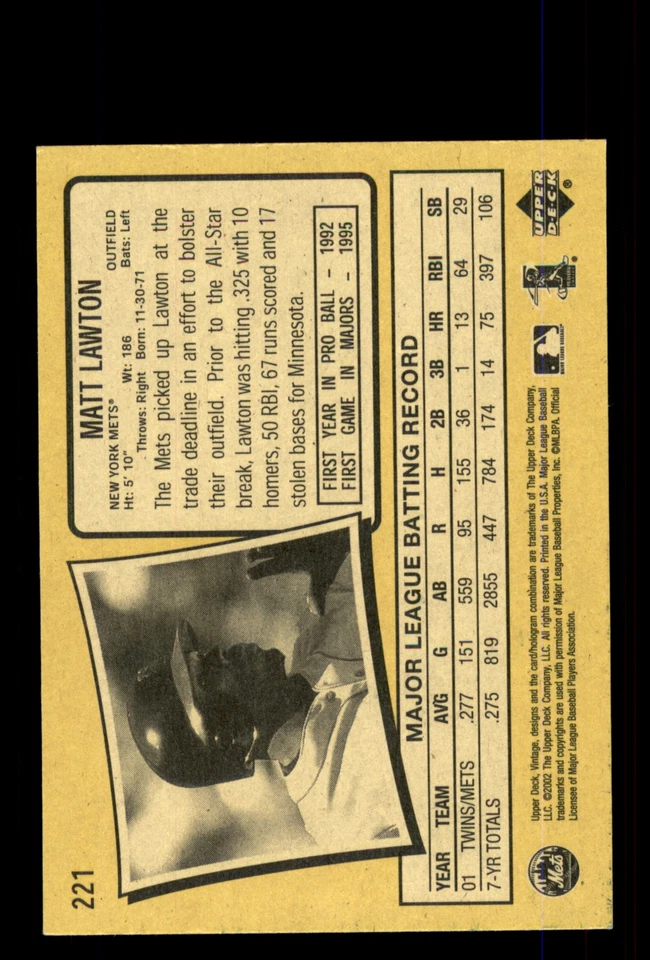 221
MATT LAWTON
NEW YORK METS® OUTFIELD
Ht: 5' 10" Wt: 186 Bats: Left
Throws: Right Born: 11-30-71
The Mets picked up Lawton at the
trade deadline in an effort to bolster
their outfield. Prior to the All-Star
break, Lawton was hitting .325 with 10
homers, 50 RBI, 67 runs scored and 17
stolen bases for Minnesota.
FIRST YEAR IN PRO BALL – 1992
FIRST GAME IN MAJORS – 1995
MAJOR LEAGUE BATTING RECORD
YEAR TEAM AVG G AB R H 2B 3B HR RBI SB
01 TWINS/METS .277 151 559 95 155 36 1 13 64 29
7-YR TOTALS .275 819 2855 447 784 174 14 75 397 106
Mets
Upper Deck, Vintage, designs and the card/hologram combination are trademarks of The Upper Deck Company,
LLC. ©2002 The Upper Deck Company, LLC. All rights reserved. Printed in the U.S.A. Major League Baseball
trademarks and copyrights are used with permission of Major League Baseball Properties, Inc. ©MLBPA. Official
Licensee of Major League Baseball Players Association.
UPPER
DECK®